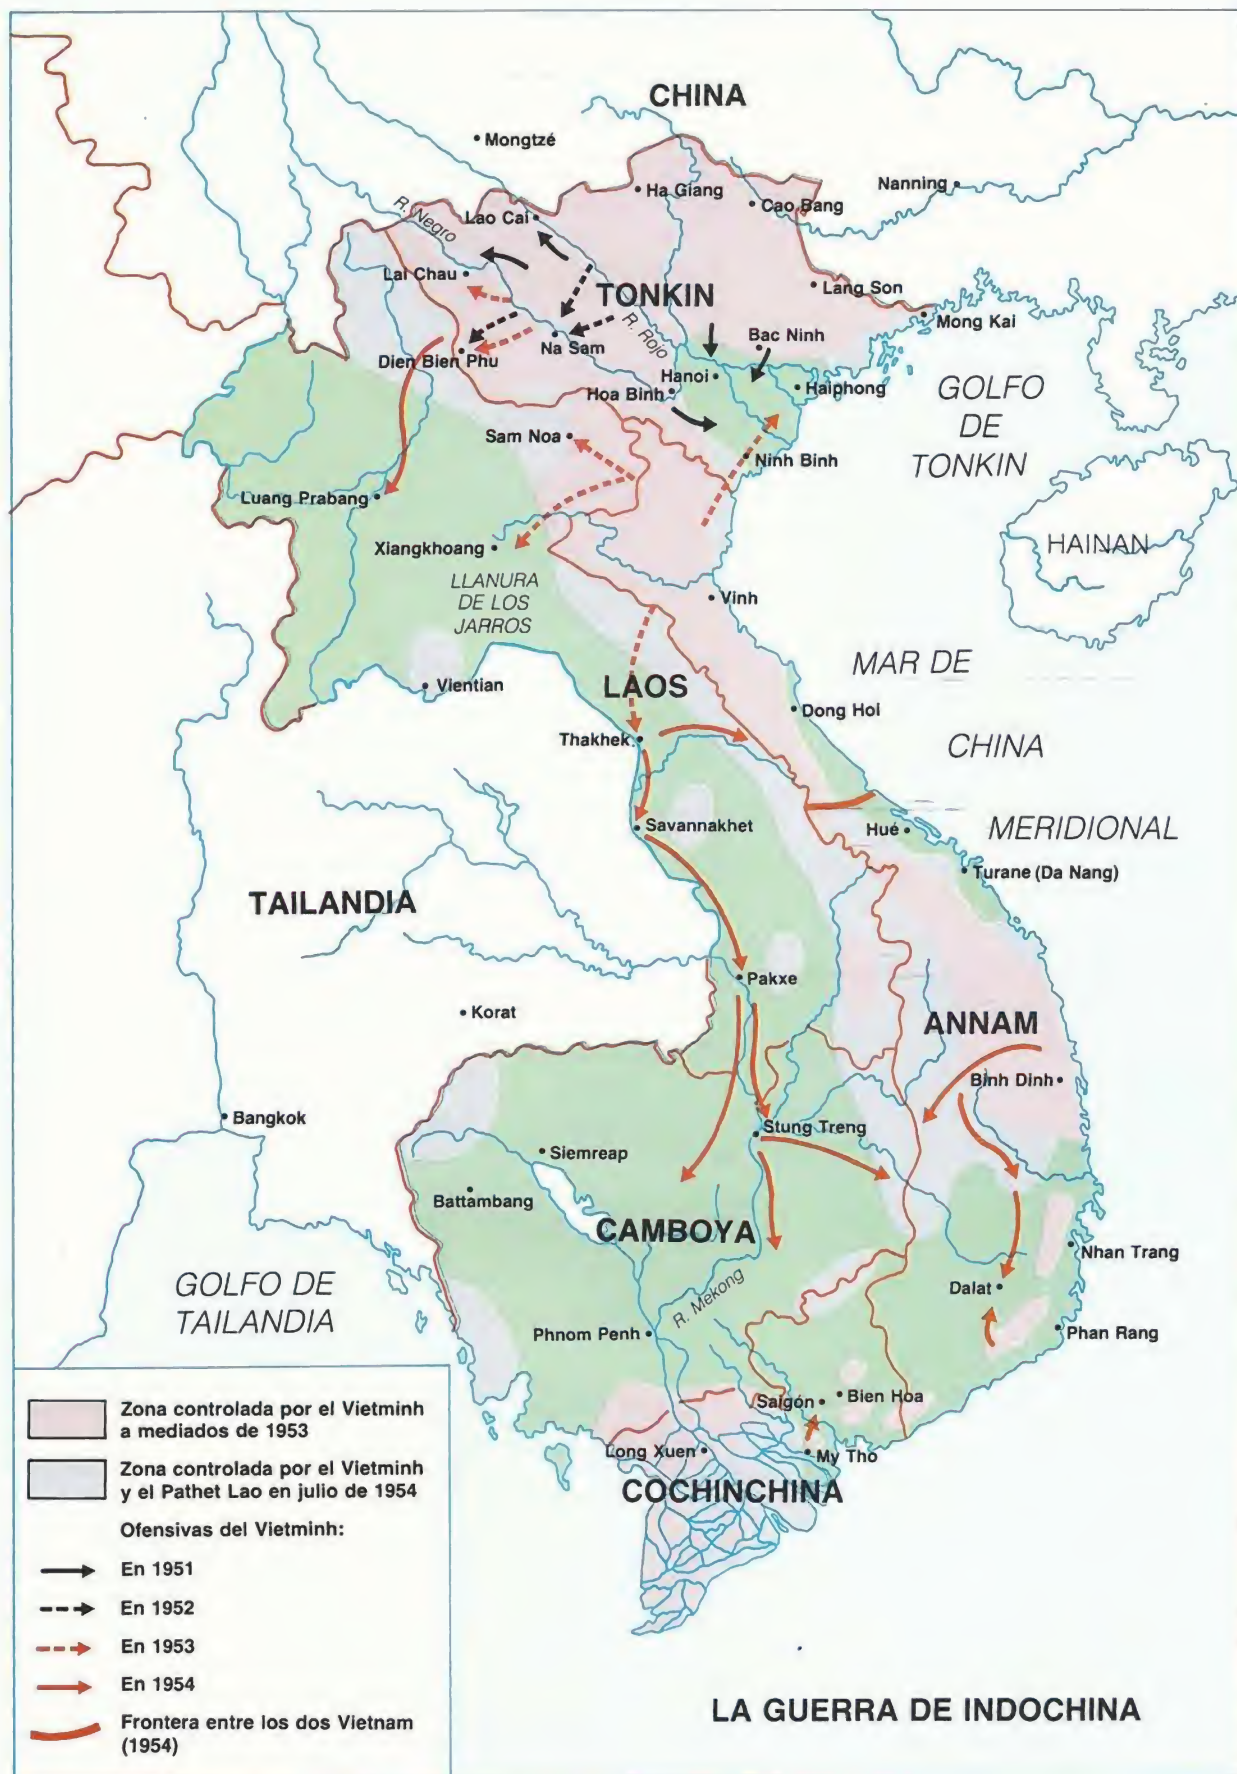 CHINA
Mongtzé
Ha Giang
Nanning
Cao Bang
R. Negro
Lao Cai
Lai Chau
TONKIN
Lang Son
Mong Kai
R. Rojo
Bac Ninh
Na Sam
Dien Bien Phu
Hanoi
Haiphong
Hoa Binh
GOLFO
DE
TONKIN
Sam Noa
Ninh Binh
Luang Prabang
Xiangkhoang
HAINAN
LLANURA
DE LOS
JARROS
Vinh
MAR DE
Vientian
LAOS
Dong Hoi
Thakhek
CHINA
Savannakhet
Hué
MERIDIONAL
Turane (Da Nang)
TAILANDIA
Pakxe
Korat
ANNAM
Binh Dinh
Bangkok
Stung Treng
Siemreap
Battambang
CAMBOYA
Nhan Trang
GOLFO DE
TAILANDIA
Dalat
R. Mekong
Phnom Penh
Phan Rang
Saigón
Bien Hoa
Long Xuen
My Tho
COCHINCHINA
Zona controlada por el Vietminh
a mediados de 1953
Zona controlada por el Vietminh
y el Pathet Lao en julio de 1954
Ofensivas del Vietminh:
En 1951
En 1952
En 1953
En 1954
Frontera entre los dos Vietnam
(1954)
LA GUERRA DE INDOCHINA